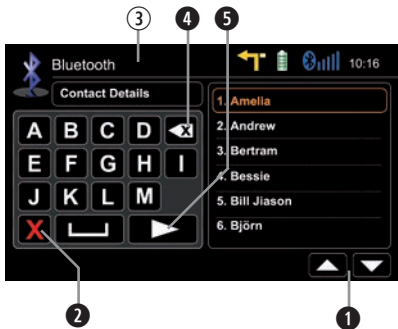 3 4 5
Bluetooth 10:16
Contact Details
A B C D
E F G H I
J K L M
X
1. Amelia
2. Andrew
3. Bertram
4. Bessie
5. Bill Jiason
6. Björn
2 1